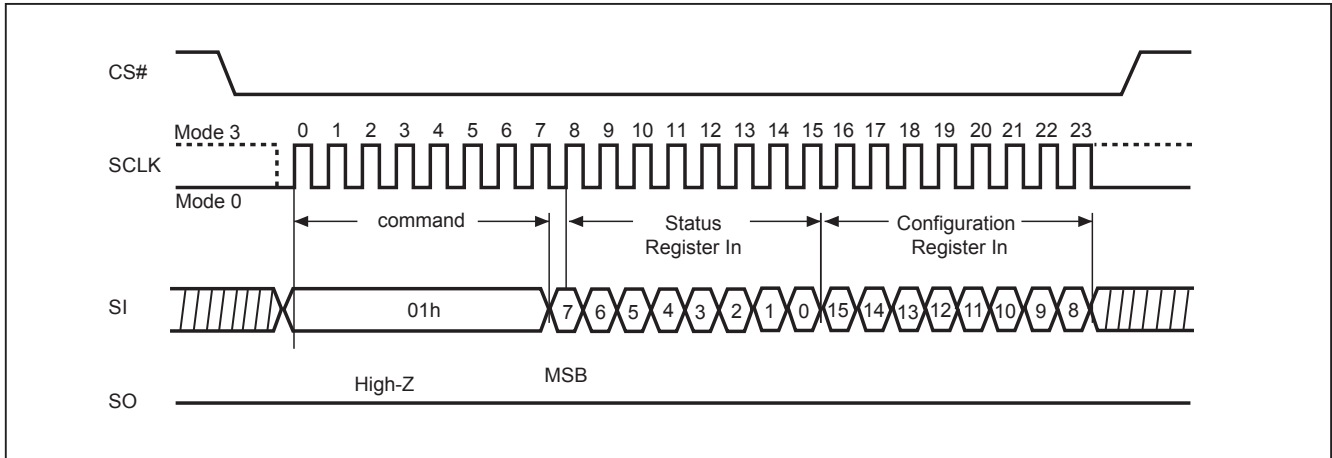 CS#
Mode 3
0 1 2 3 4 5 6 7 8 9 10 11 12 13 14 15 16 17 18 19 20 21 22 23
SCLK
Mode 0
command
Status
Register In
Configuration
Register In
SI
01h
7 6 5 4 3 2 1 0 15 14 13 12 11 10 9 8
High-Z
MSB
SO